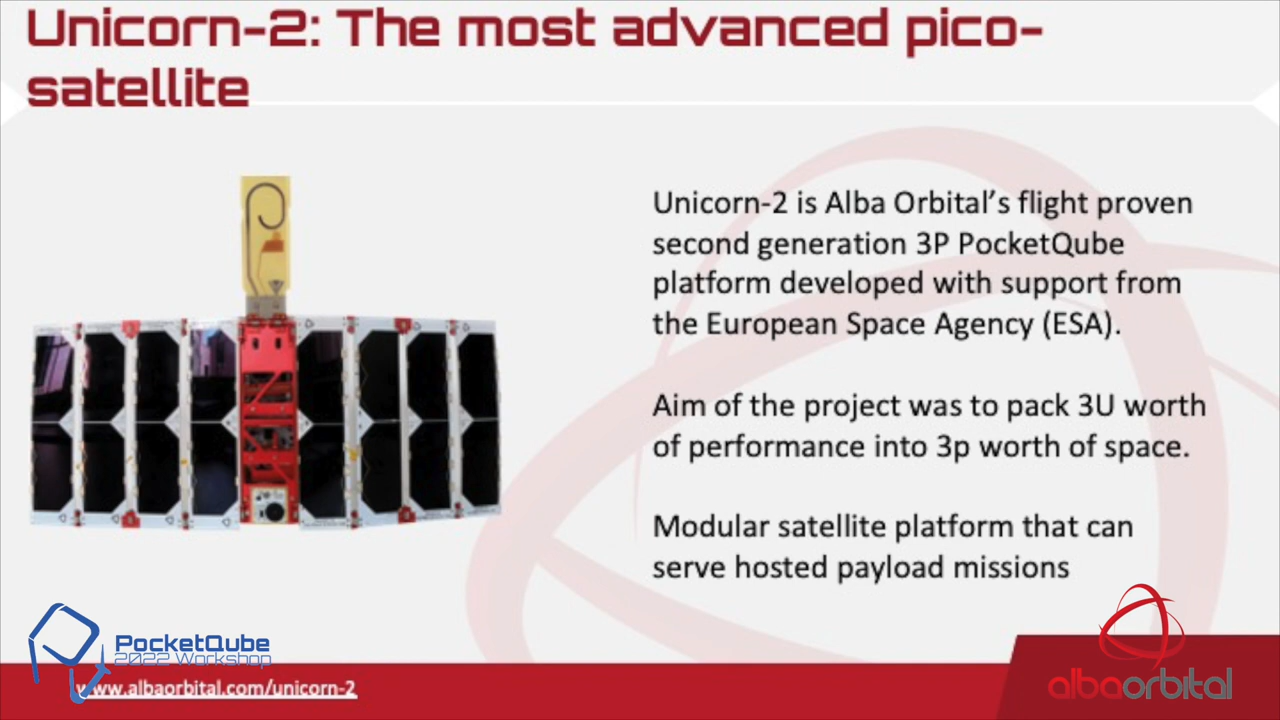 Unicorn-2: The most advanced pico-
satellite
Unicorn-2 is Alba Orbital’s flight proven
second generation 3P PocketQube
platform developed with support from
the European Space Agency (ESA).
Aim of the project was to pack 3U worth
of performance into 3p worth of space.
Modular satellite platform that can
serve hosted payload missions
PocketQube
2022 Workshop
www.albaorbital.com/unicorn-2
albaorbital